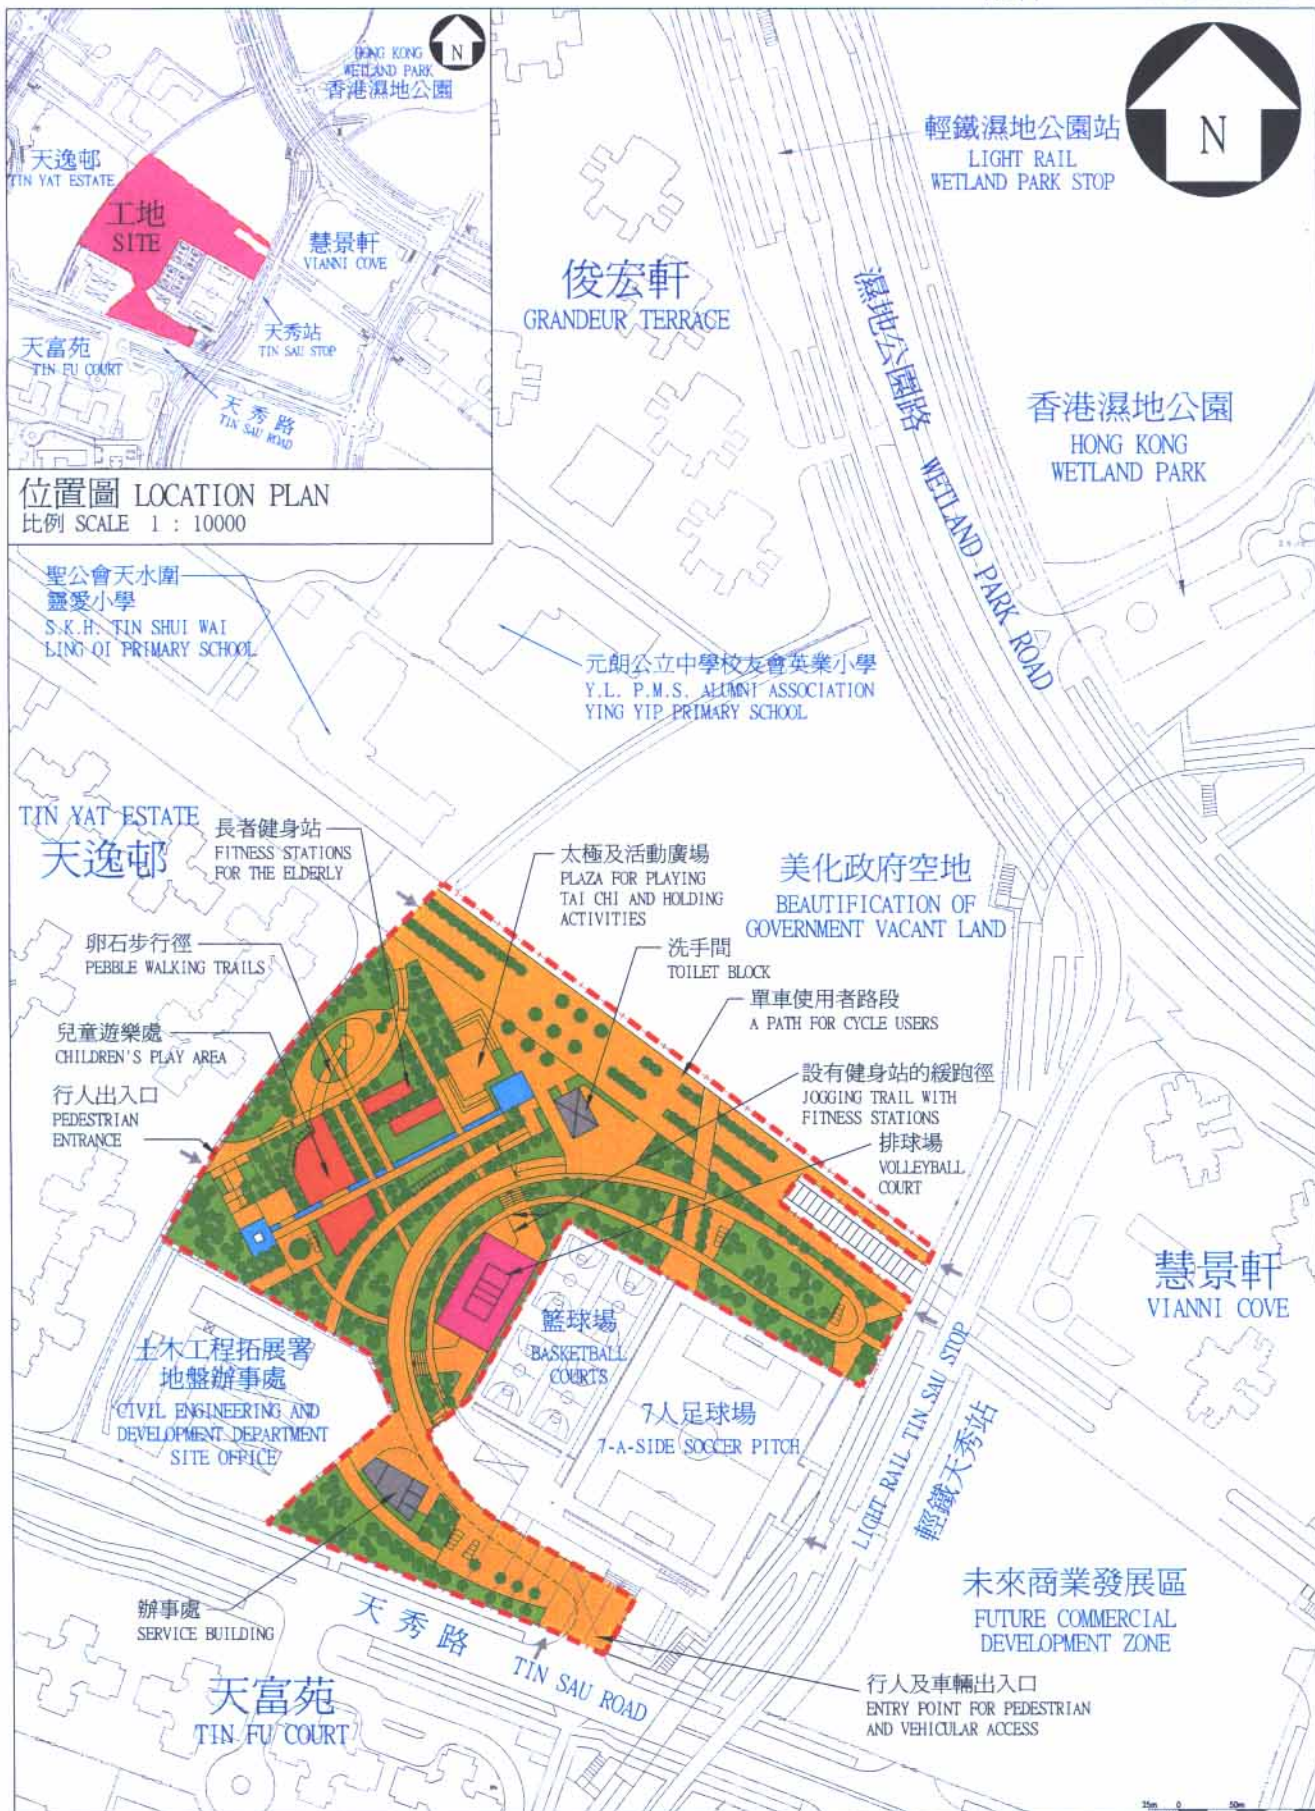 HONG KONG
WETLAND PARK
香港濕地公園
N
天逸邨
TIN YAT ESTATE
工地
SITE
慧景軒
VIANNI COVE
天秀站
TIN SAU STOP
天富苑
TIN FU COURT
天秀路
TIN SAU ROAD
位置圖 LOCATION PLAN
比例 SCALE 1 : 10000
N
輕鐵濕地公園站
LIGHT RAIL
WETLAND PARK STOP
俊宏軒
GRANDEUR TERRACE
濕地公園路 WETLAND PARK ROAD
香港濕地公園
HONG KONG
WETLAND PARK
聖公會天水圍
靈愛小學
S.K.H. TIN SHUI WAI
LING OI PRIMARY SCHOOL
元朗公立中學校友會英業小學
Y.L. P.M.S. ALUMNI ASSOCIATION
YING YIP PRIMARY SCHOOL
TIN YAT ESTATE
天逸邨
長者健身站
FITNESS STATIONS
FOR THE ELDERLY
太極及活動廣場
PLAZA FOR PLAYING
TAI CHI AND HOLDING
ACTIVITIES
美化政府空地
BEAUTIFICATION OF
GOVERNMENT VACANT LAND
卵石步行徑
PEBBLE WALKING TRAILS
洗手間
TOILET BLOCK
單車使用者路段
A PATH FOR CYCLE USERS
兒童遊樂處
CHILDREN'S PLAY AREA
設有健身站的緩跑徑
JOGGING TRAIL WITH
FITNESS STATIONS
行人出入口
PEDESTRIAN
ENTRANCE
排球場
VOLLEYBALL
COURT
慧景軒
VIANNI COVE
籃球場
BASKETBALL
COURTS
土木工程拓展署
地盤辦事處
CIVIL ENGINEERING AND
DEVELOPMENT DEPARTMENT
SITE OFFICE
7人足球場
7-A-SIDE SOCCER PITCH
LIGHT RAIL TIN SAU STOP
輕鐵天秀站
未來商業發展區
FUTURE COMMERCIAL
DEVELOPMENT ZONE
辦事處
SERVICE BUILDING
天秀路
TIN SAU ROAD
行人及車輛出入口
ENTRY POINT FOR PEDESTRIAN
AND VEHICULAR ACCESS
天富苑
TIN FU COURT
25m 0 50m